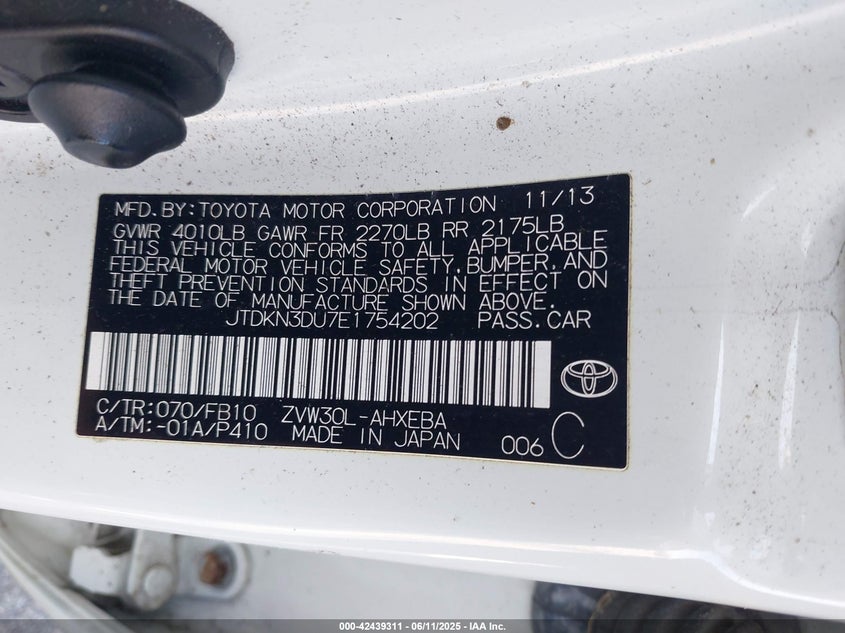 MFD.BY:TOYOTA MOTOR CORPORATION 11/13
GVWR 4010LB GAWR FR 2270LB RR 2175LB
THIS VEHICLE CONFORMS TO ALL APPLICABLE
FEDERAL MOTOR VEHICLE SAFETY, BUMPER, AND
THEFT PREVENTION STANDARDS IN EFFECT ON
THE DATE OF MANUFACTURE SHOWN ABOVE.
JTDKN3DU7E1754202 PASS.CAR
C/TR:070/FB10 ZVW30L-AHXEBA
A/TM:-01A/P410 MADE IN JAPAN 006 C
000-42439311 - 06/11/2025 - IAA Inc.